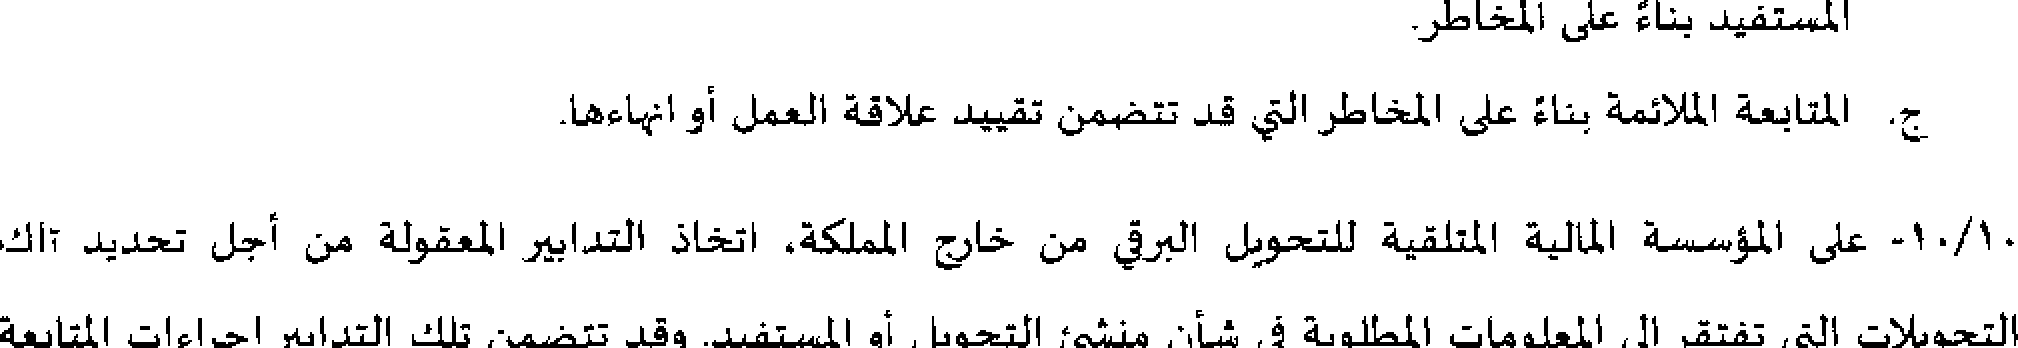 المستفيد بناءً على المخاطر.
ج. الملائمة المتابعة بناءً على المخاطر التي قد تتضمن تقييد علاقة العمل أو انهاءها.
١٠/١٠- على المؤسسة المالية المتلقية للتحويل البرقي من خارج المملكة، اتخاذ التدابير المعقولة من أجل تحديد
التحويلات التي تفتقر إلى المعلومات المطلوبة في شأن منشئ التحويل أو المستفيد. وقد تتضمن تلك التدابير اجراءات المتابعة